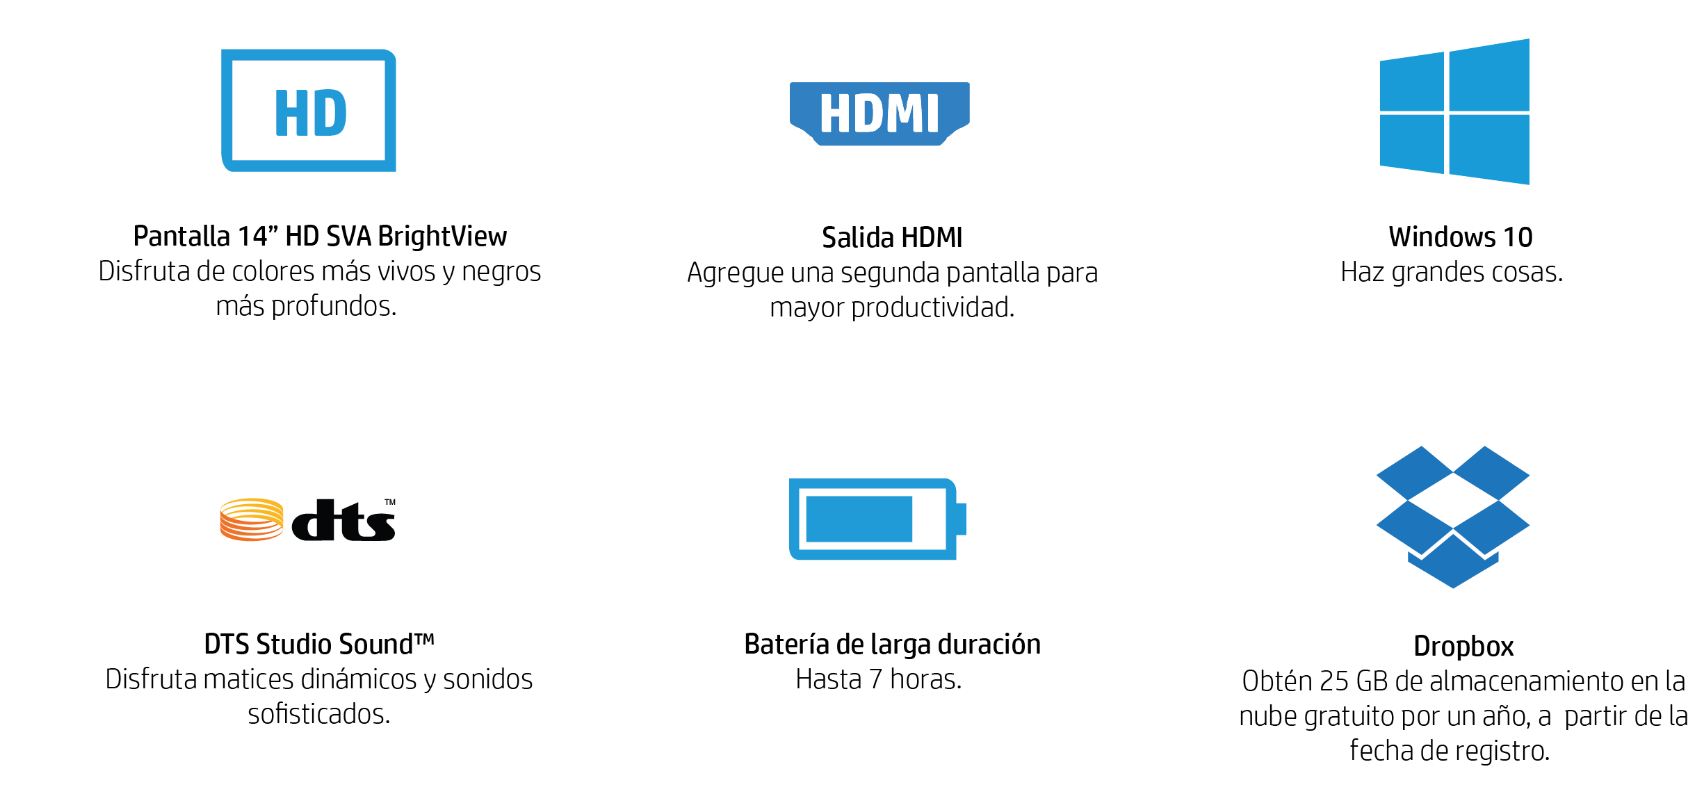 HD
HDMI
Pantalla 14” HD SVA BrightView
Disfruta de colores más vivos y negros
más profundos.
Salida HDMI
Agregue una segunda pantalla para
mayor productividad.
Windows 10
Haz grandes cosas.
dts™
DTS Studio Sound™
Disfruta matices dinámicos y sonidos
sofisticados.
Batería de larga duración
Hasta 7 horas.
Dropbox
Obtén 25 GB de almacenamiento en la
nube gratuito por un año, a partir de la
fecha de registro.